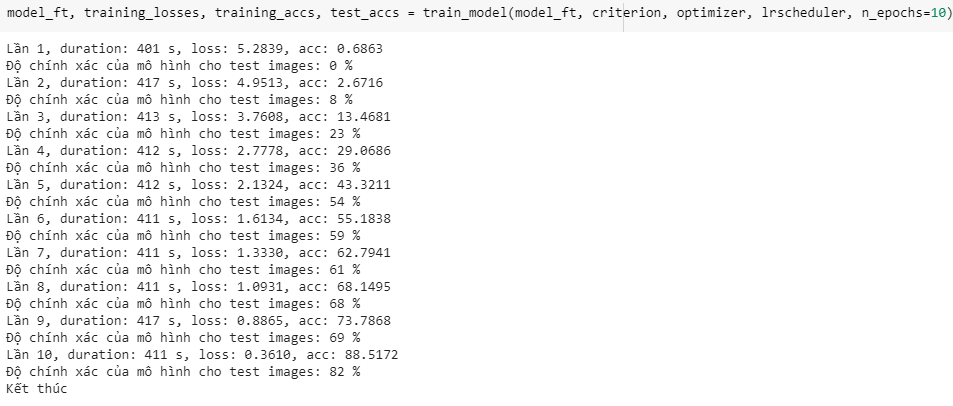 model_ft, training_losses, training_accs, test_accs = train_model(model_ft, criterion, optimizer, lrscheduler, n_epochs=10)
Lần 1, duration: 401 s, loss: 5.2839, acc: 0.6863
Độ chính xác của mô hình cho test images: 0 %
Lần 2, duration: 417 s, loss: 4.9513, acc: 2.6716
Độ chính xác của mô hình cho test images: 8 %
Lần 3, duration: 413 s, loss: 3.7608, acc: 13.4681
Độ chính xác của mô hình cho test images: 23 %
Lần 4, duration: 412 s, loss: 2.7778, acc: 29.0686
Độ chính xác của mô hình cho test images: 36 %
Lần 5, duration: 412 s, loss: 2.1324, acc: 43.3211
Độ chính xác của mô hình cho test images: 54 %
Lần 6, duration: 411 s, loss: 1.6134, acc: 55.1838
Độ chính xác của mô hình cho test images: 59 %
Lần 7, duration: 411 s, loss: 1.3330, acc: 62.7941
Độ chính xác của mô hình cho test images: 61 %
Lần 8, duration: 411 s, loss: 1.0931, acc: 68.1495
Độ chính xác của mô hình cho test images: 68 %
Lần 9, duration: 417 s, loss: 0.8865, acc: 73.7868
Độ chính xác của mô hình cho test images: 69 %
Lần 10, duration: 411 s, loss: 0.3610, acc: 88.5172
Độ chính xác của mô hình cho test images: 82 %
Kết thúc